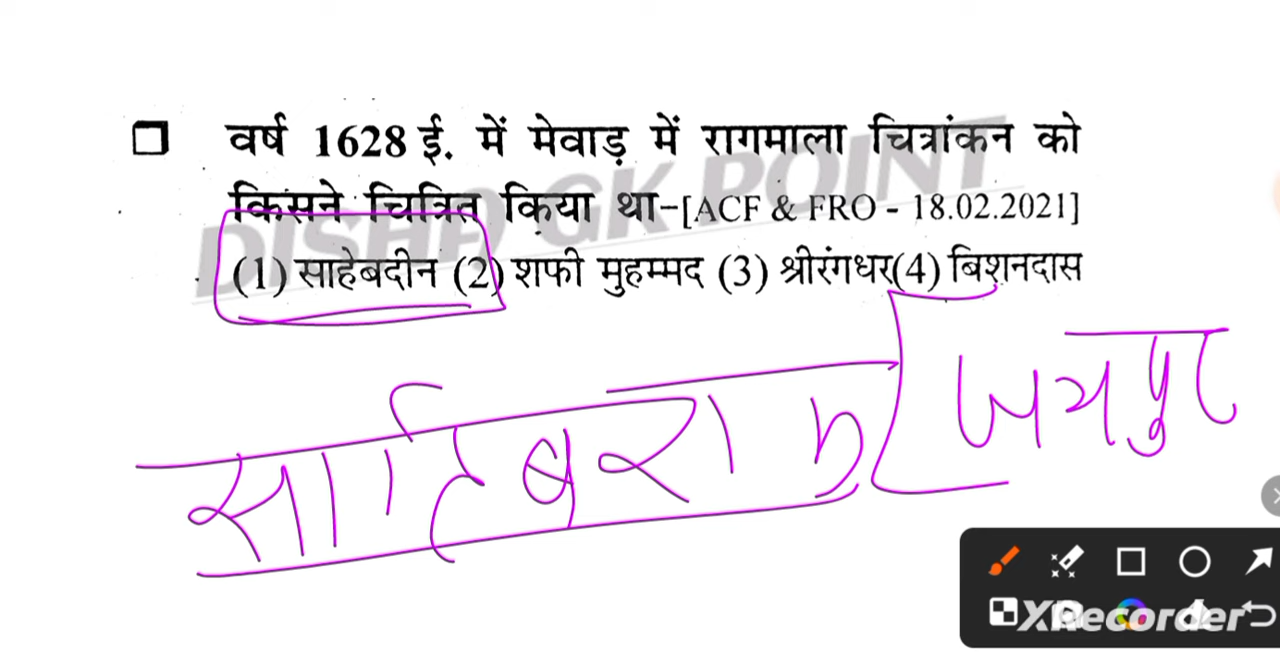 वर्ष 1628 ई. में मेवाड़ में रागमाला चित्रांकन को
किसने चित्रित किया था-[ACF & FRO - 18.02.2021]
(1) साहेबदीन (2) शफी मुहम्मद (3) श्रीरंगधर(4) बिशनदास
DISHA GK POINT
साहिबराम [जयपुर
XRecorder